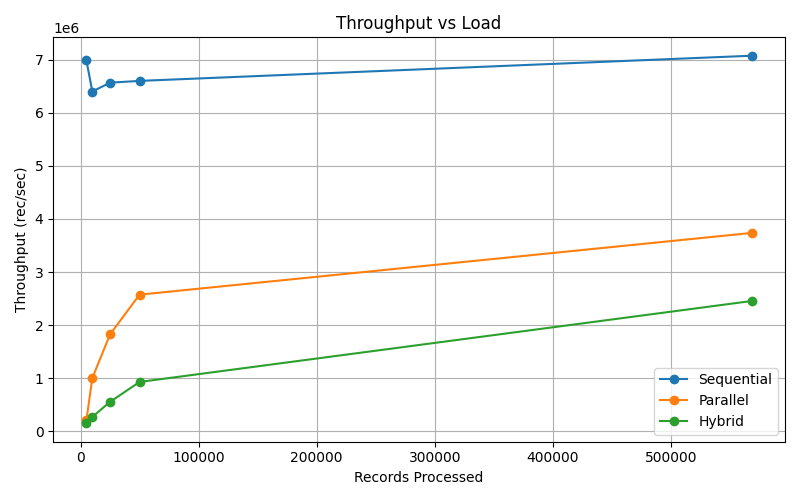 Throughput vs Load
1e6
7
6
5
4
3
2
1
0
Throughput (rec/sec)
0 100000 200000 300000 400000 500000
Records Processed
Sequential
Parallel
Hybrid